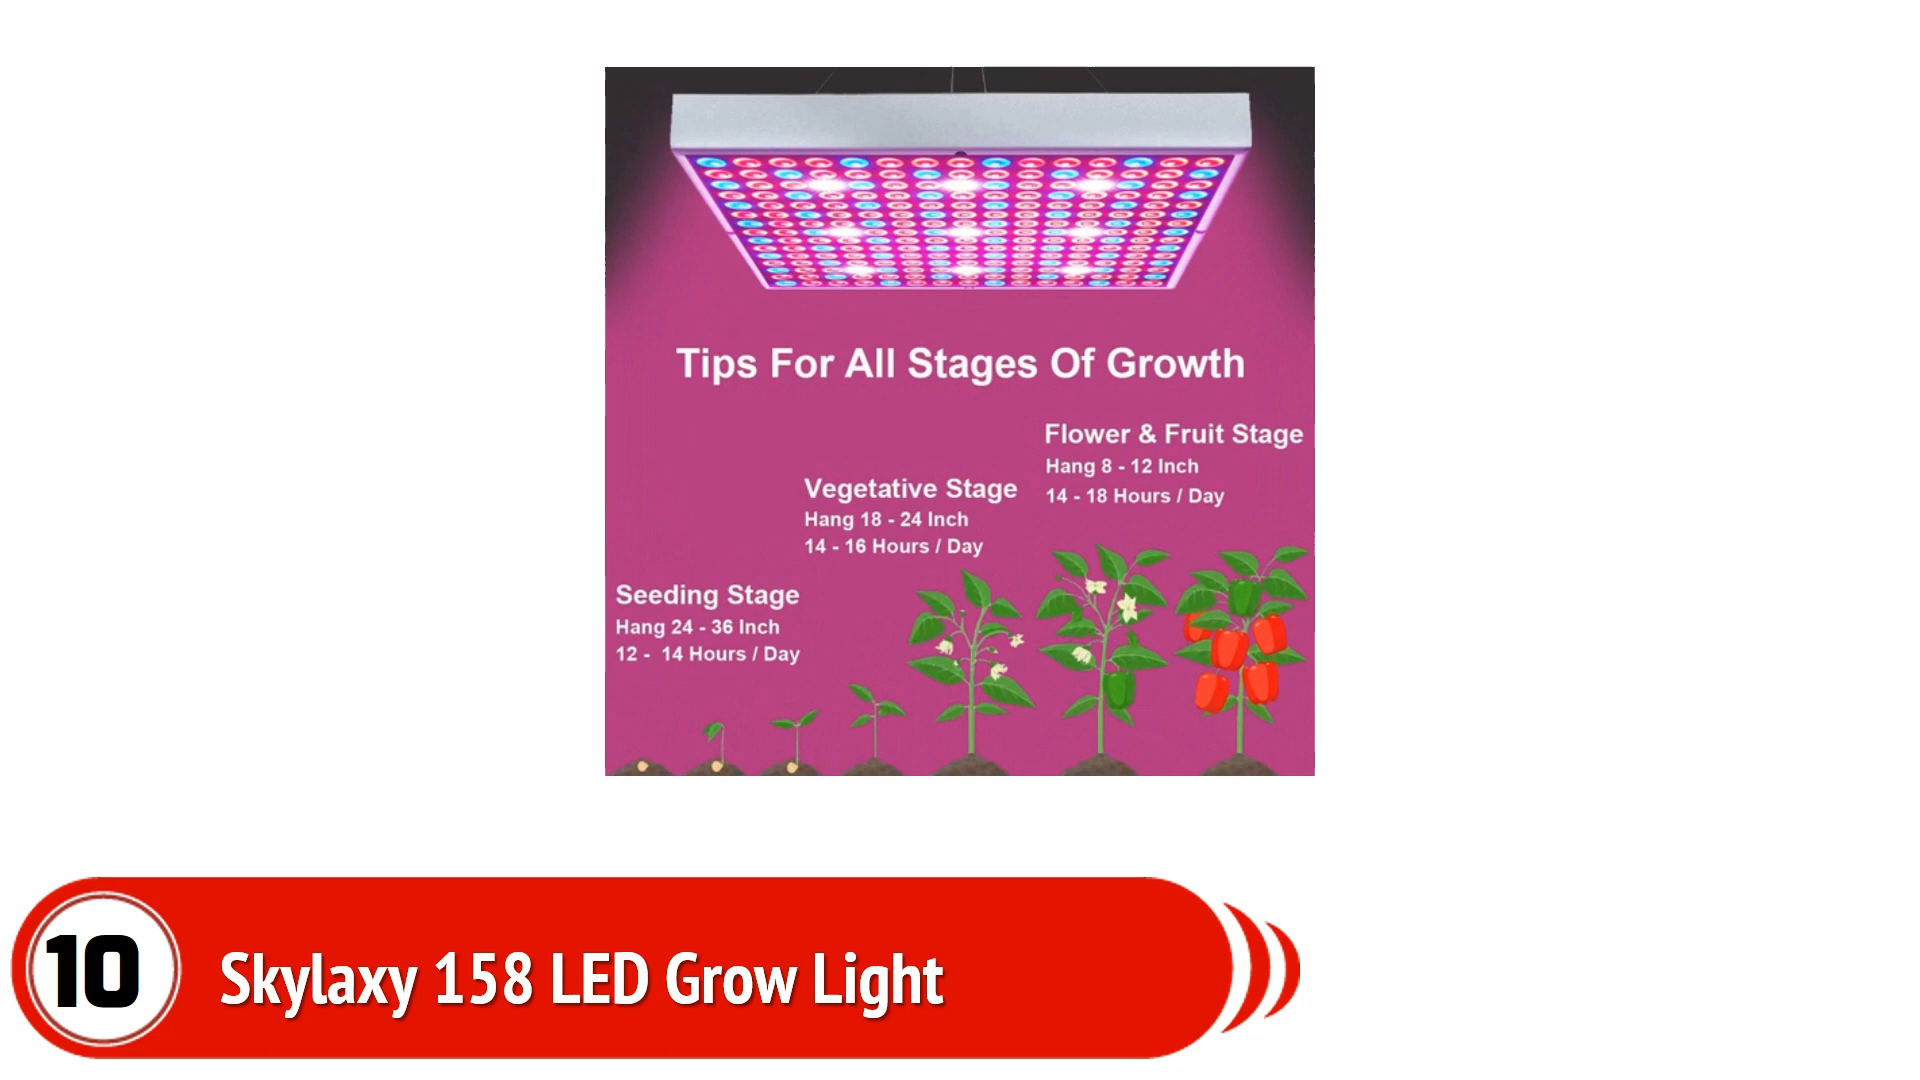 Tips For All Stages Of Growth
Flower & Fruit Stage
Hang 8 - 12 Inch
14 - 18 Hours / Day
Vegetative Stage
Hang 18 - 24 Inch
14 - 16 Hours / Day
Seeding Stage
Hang 24 - 36 Inch
12 - 14 Hours / Day
10
Skylaxy 158 LED Grow Light